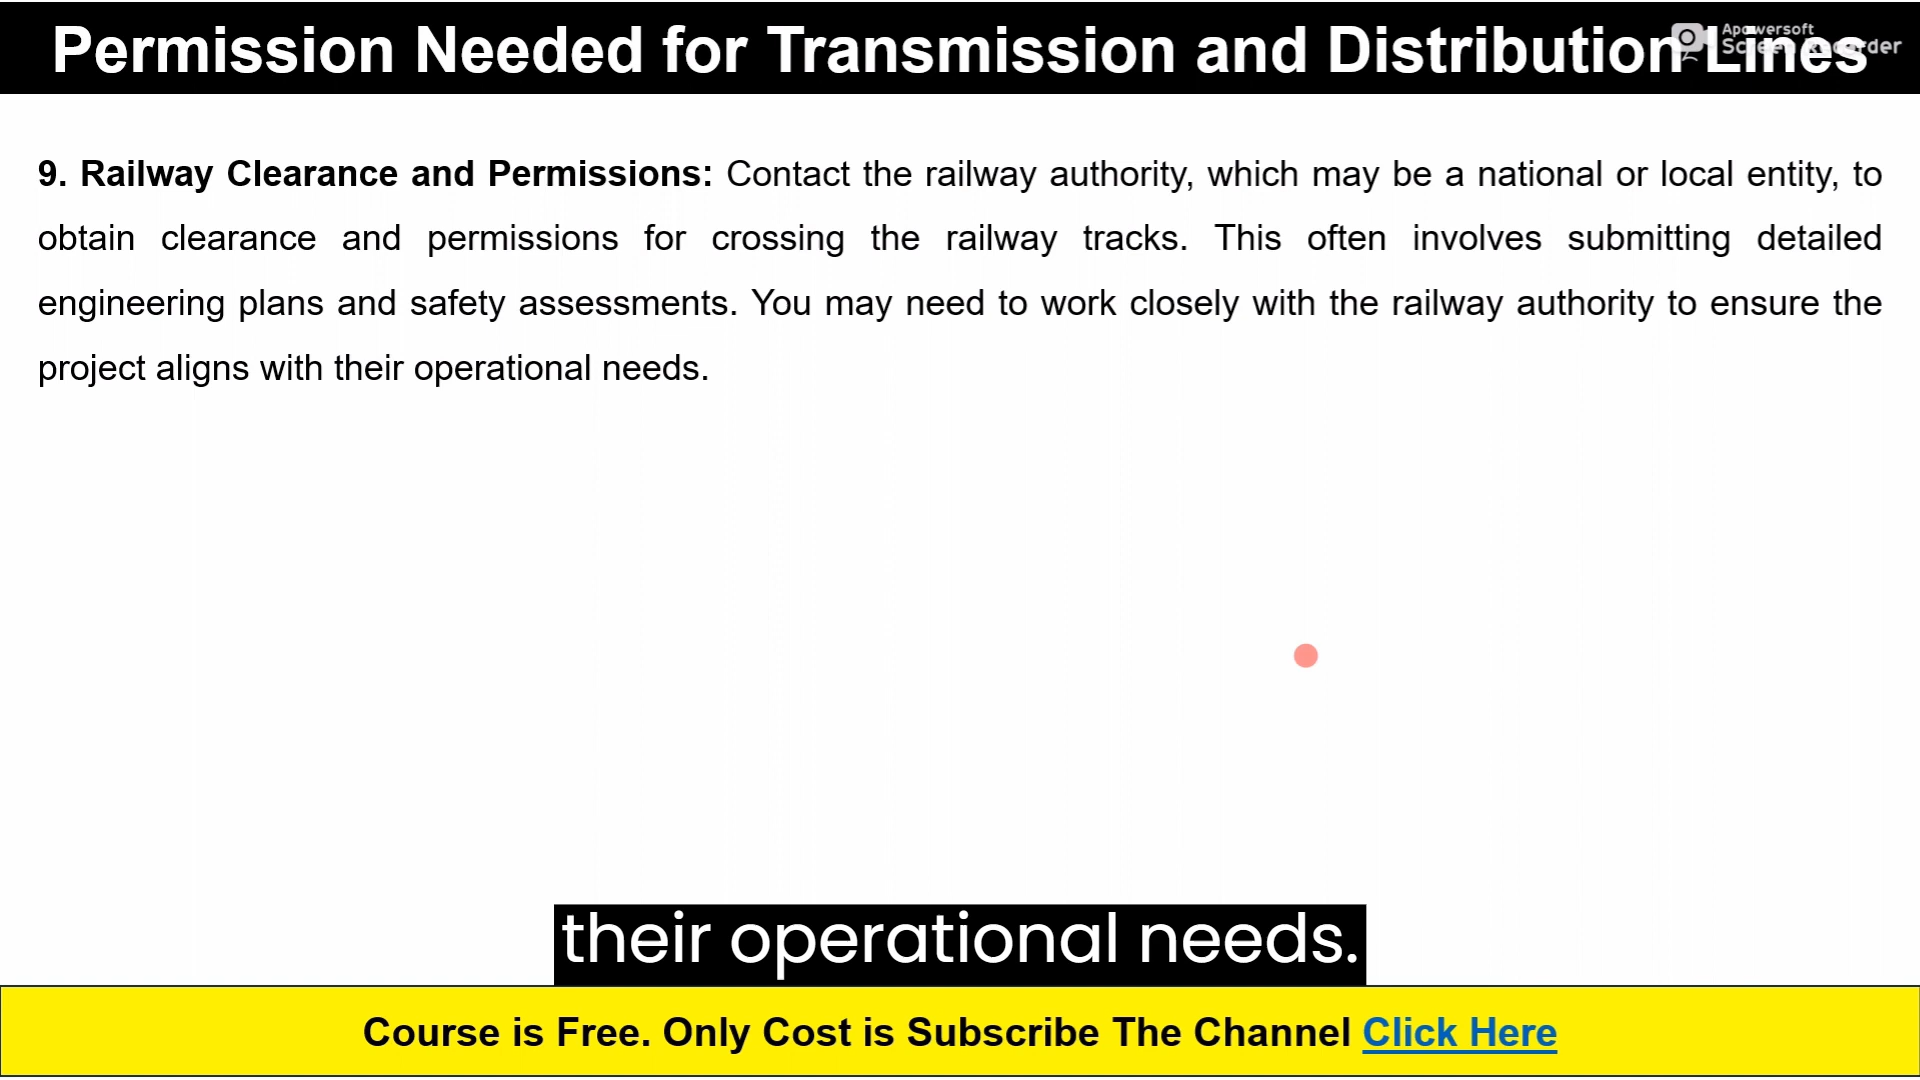 Permission Needed for Transmission and Distribution Lines
Apowersoft
Screen Recorder
9. Railway Clearance and Permissions: Contact the railway authority, which may be a national or local entity, to
obtain clearance and permissions for crossing the railway tracks. This often involves submitting detailed
engineering plans and safety assessments. You may need to work closely with the railway authority to ensure the
project aligns with their operational needs.
their operational needs.
Course is Free. Only Cost is Subscribe The Channel Click Here